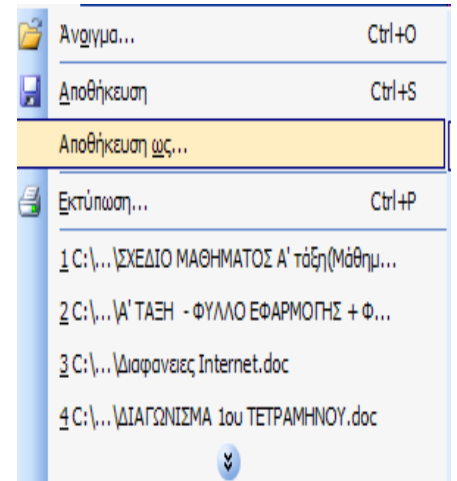 Άνοιγμα... Ctrl+O
Αποθήκευση Ctrl+S
Αποθήκευση ως...
Εκτύπωση... Ctrl+P
1 C:\...\ΣΧΕΔΙΟ ΜΑΘΗΜΑΤΟΣ Α' τάξη(Μάθημ...
2 C:\...\Α' ΤΑΞΗ - ΦΥΛΛΟ ΕΦΑΡΜΟΓΗΣ + Φ...
3 C:\...\Διαφανειες Internet.doc
4 C:\...\ΔΙΑΓΩΝΙΣΜΑ 1ου ΤΕΤΡΑΜΗΝΟΥ.doc